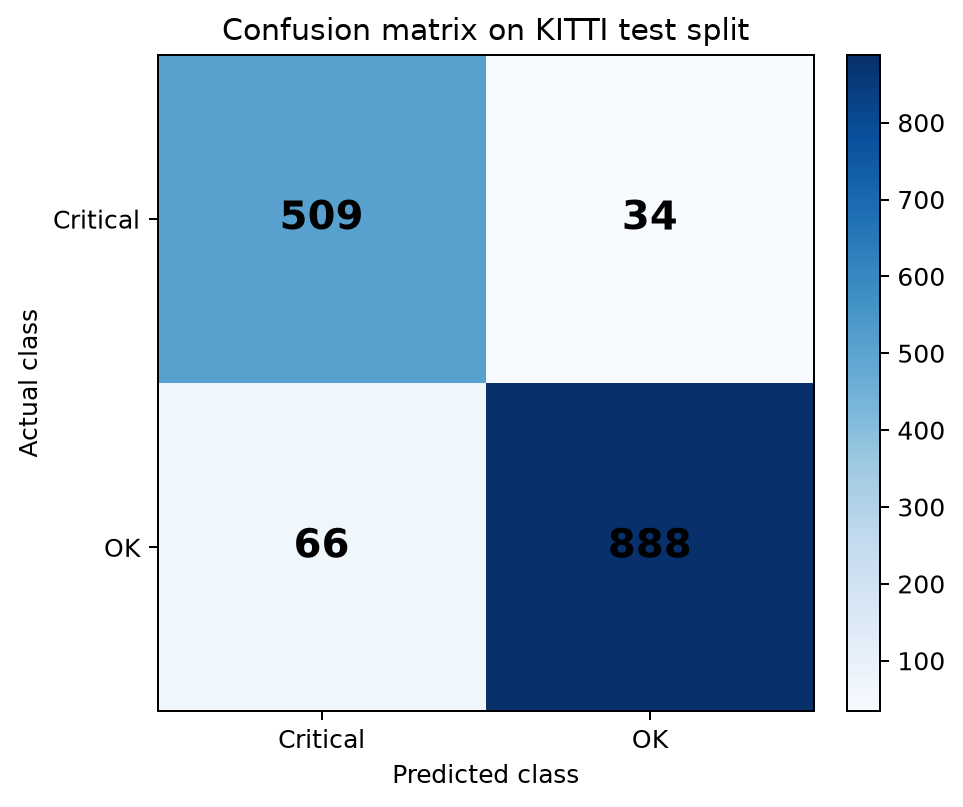 Confusion matrix on KITTI test split
Critical
509
34
OK
66
888
Actual class
Critical
OK
Predicted class
800
700
600
500
400
300
200
100